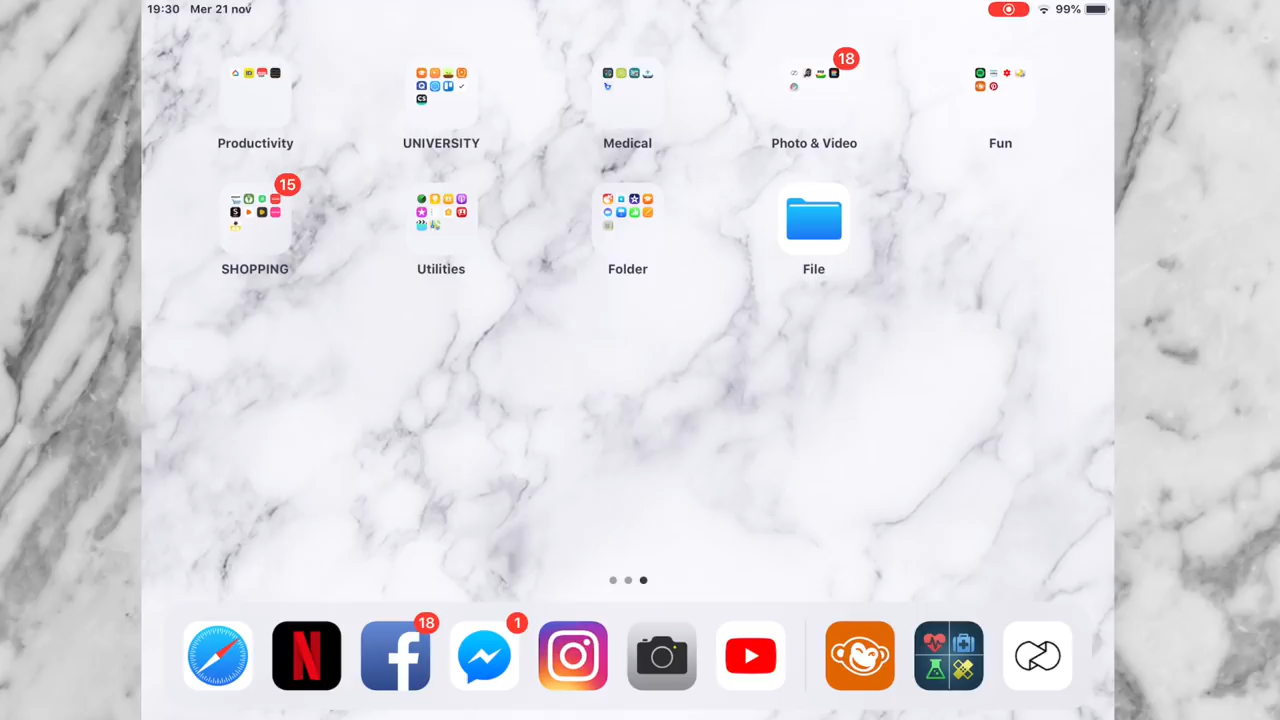 19:30 Mer 21 nov
99%
18
Productivity
UNIVERSITY
Medical
Photo & Video
Fun
15
SHOPPING
Utilities
Folder
File
18
1